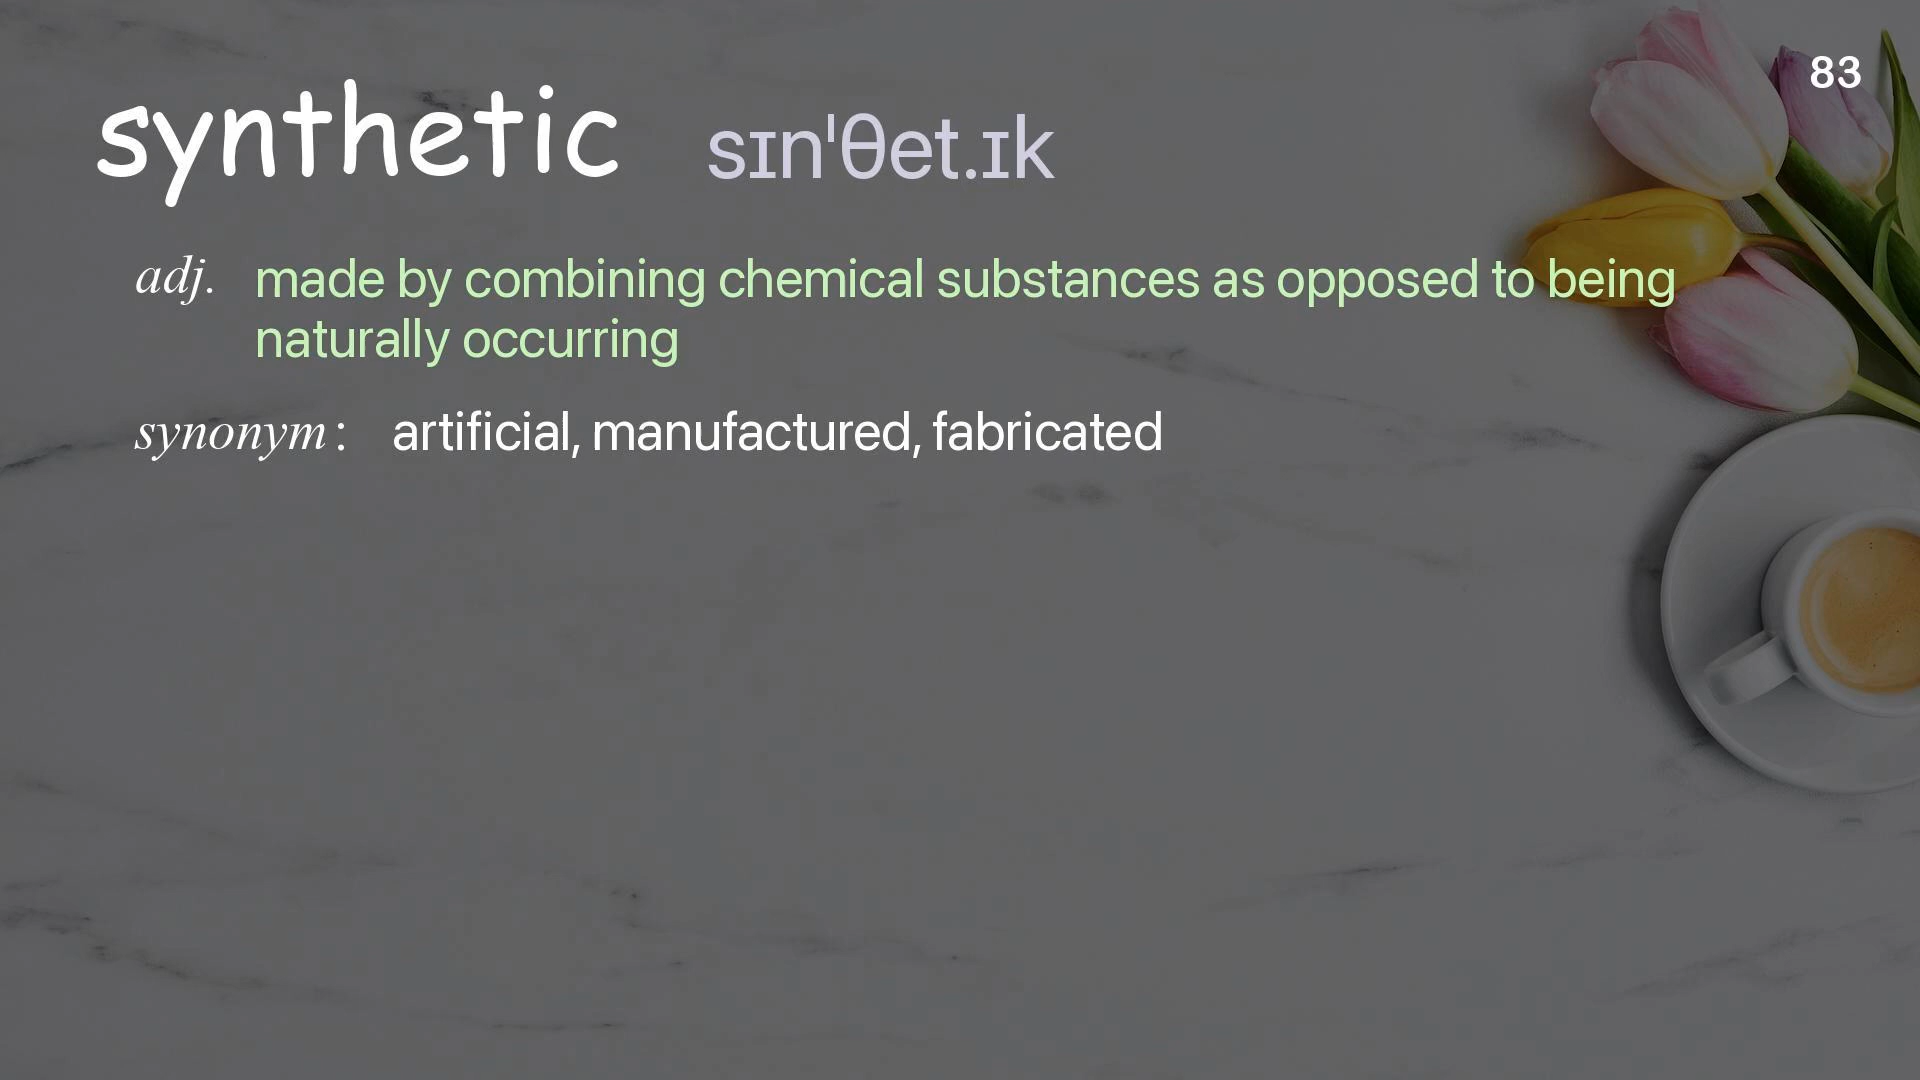 83
synthetic sɪnˈθet.ɪk
adj. made by combining chemical substances as opposed to being
naturally occurring
synonym: artificial, manufactured, fabricated